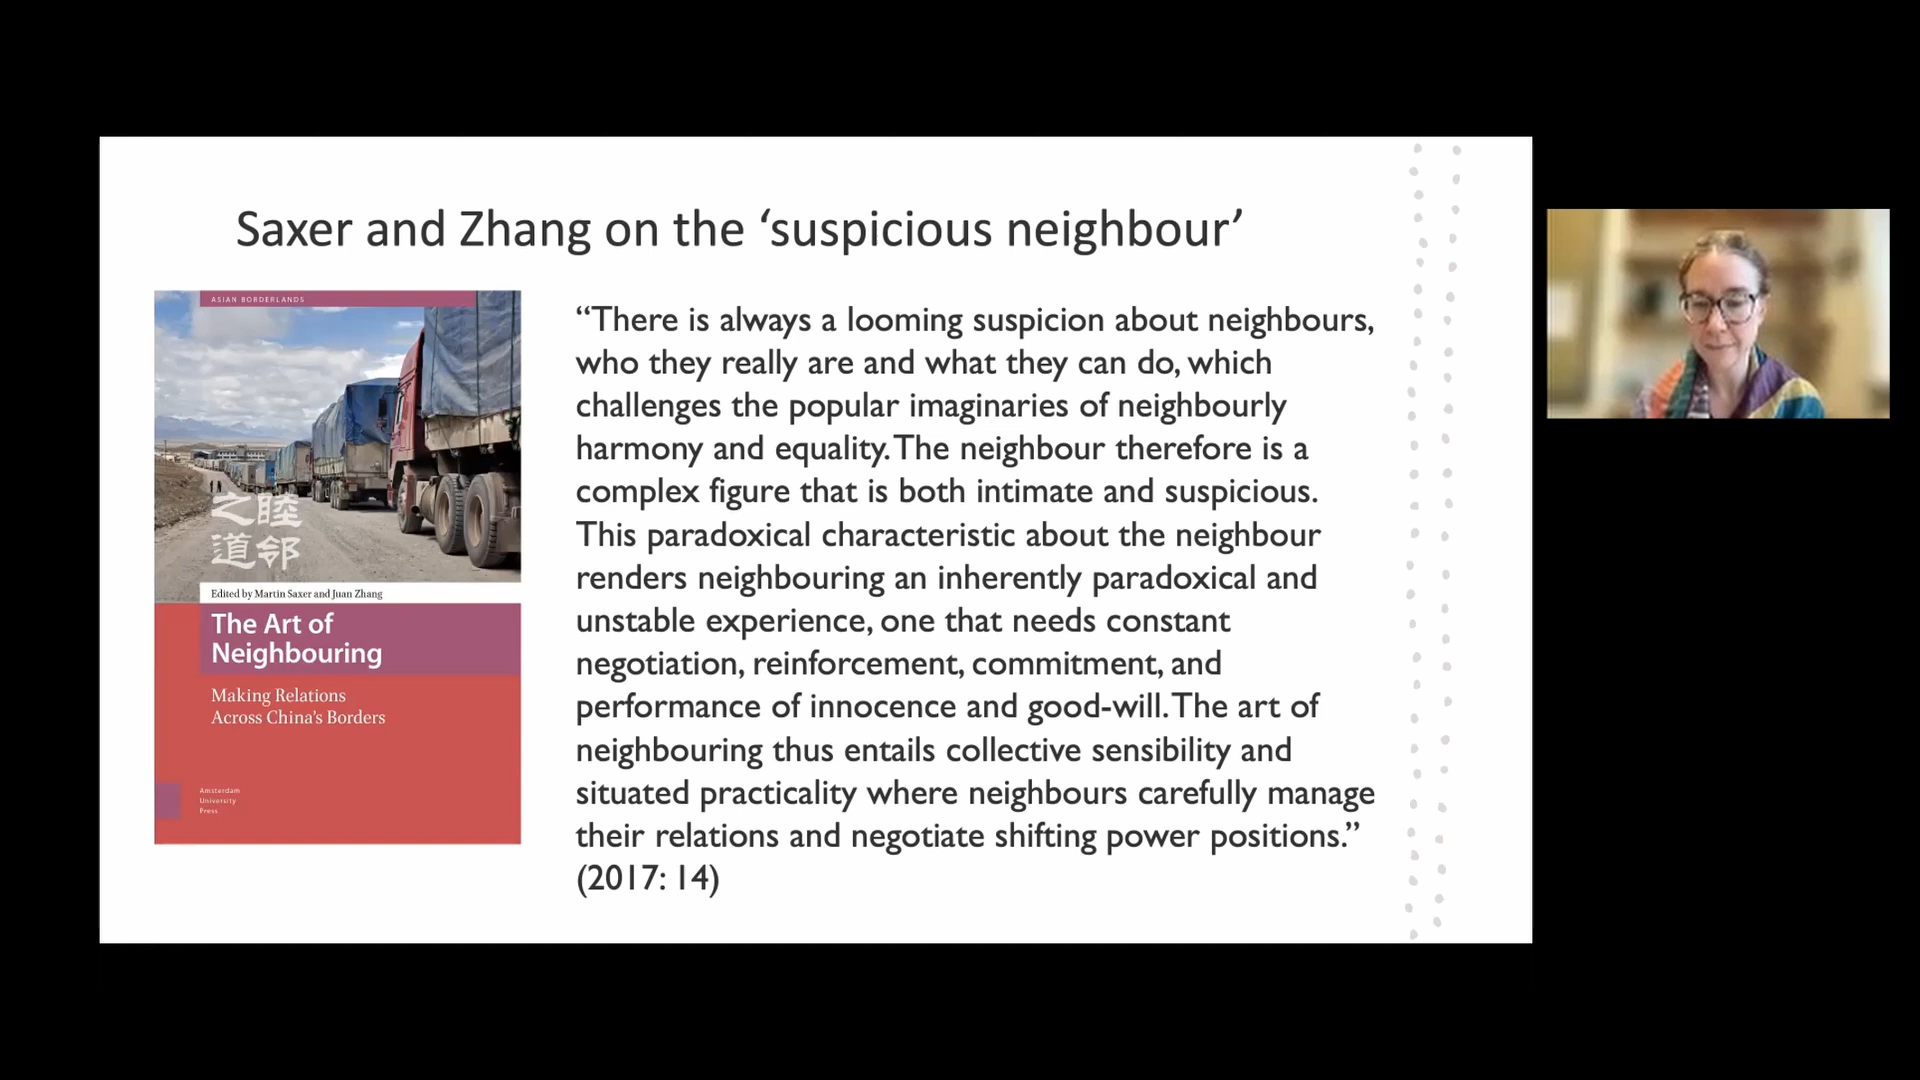 Saxer and Zhang on the ‘suspicious neighbour’
ASIAN BORDERLANDS
之睦
道邻
Edited by Martin Saxer and Juan Zhang
The Art of
Neighbouring
Making Relations
Across China's Borders
Amsterdam
University
Press
“There is always a looming suspicion about neighbours,
who they really are and what they can do, which
challenges the popular imaginaries of neighbourly
harmony and equality. The neighbour therefore is a
complex figure that is both intimate and suspicious.
This paradoxical characteristic about the neighbour
renders neighbouring an inherently paradoxical and
unstable experience, one that needs constant
negotiation, reinforcement, commitment, and
performance of innocence and good-will. The art of
neighbouring thus entails collective sensibility and
situated practicality where neighbours carefully manage
their relations and negotiate shifting power positions.”
(2017: 14)